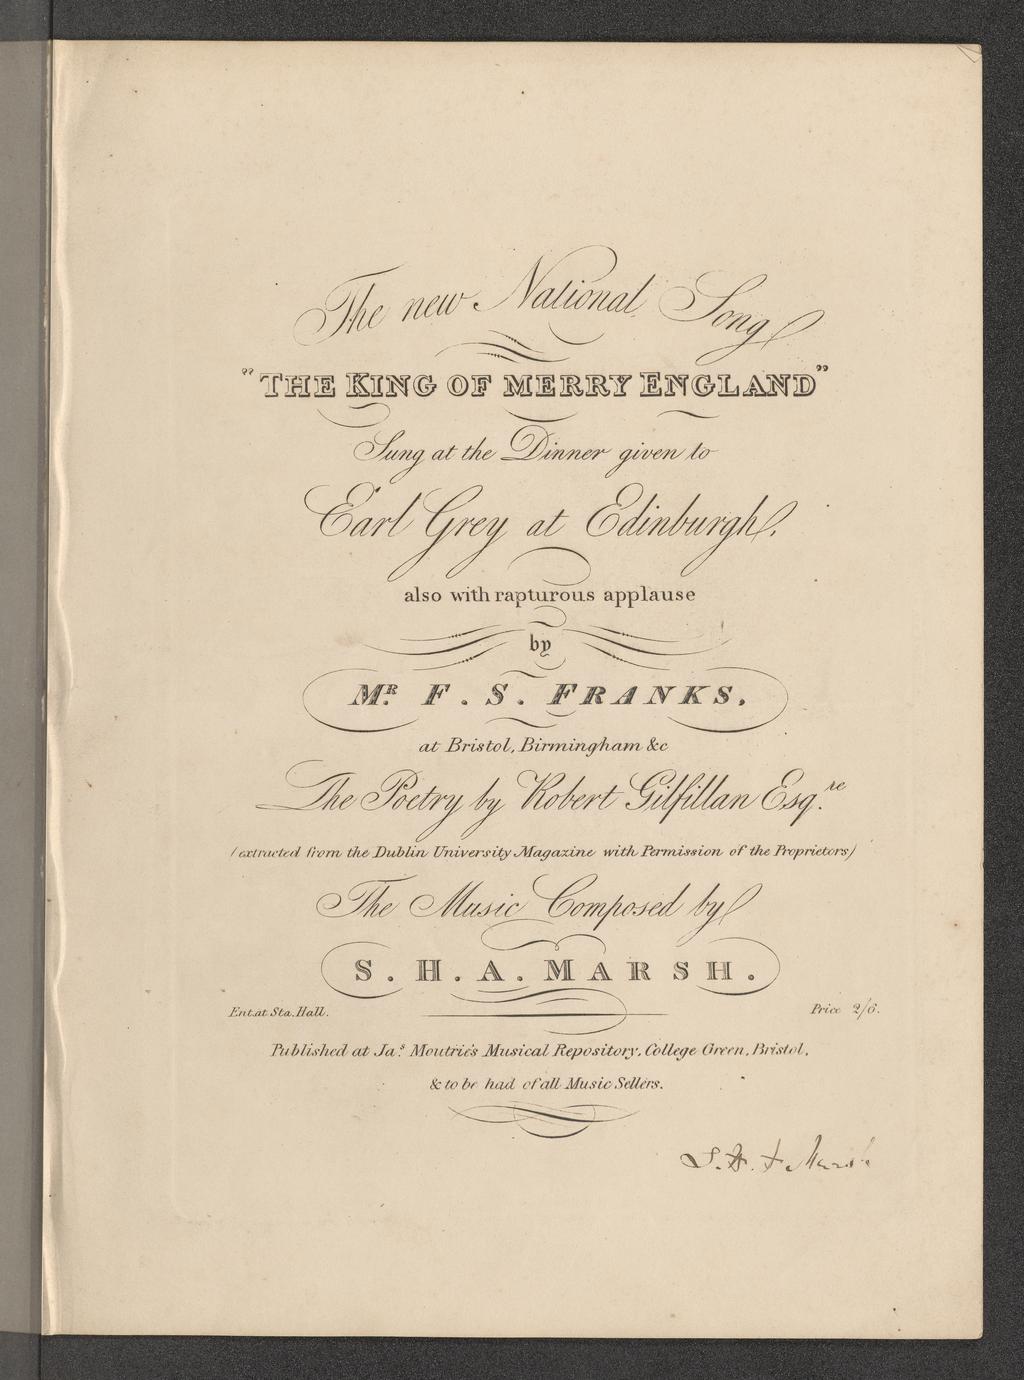 The new National Song
"THE KING OF MERRY ENGLAND"
Sung at the Dinner given to
Earl Grey at Edinburgh,
also with rapturous applause
by
MR. F. S. FRANKS,
at Bristol, Birmingham &c
The Poetry by Robert Gilfillan Esq.re
(extracted from the Dublin University Magazine with Permission of the Proprietors)
The Music Composed by
S. H. A. MARSH.
Ent. at Sta. Hall.
Price 2/6.
Published at Jas. Moutrie's Musical Repository, College Green, Bristol,
& to be had of all Music Sellers.
S. H. A Marsh